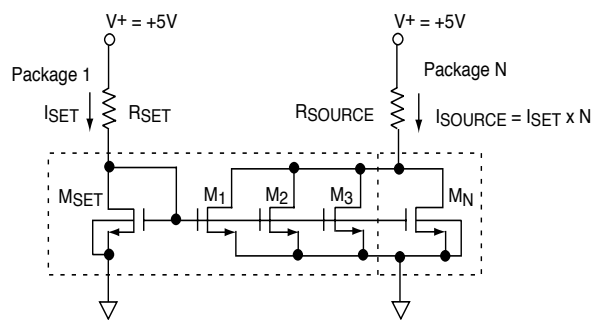 V+ = +5V
V+ = +5V
Package 1
Package N
ISET
RSET
RSOURCE
ISOURCE = ISET x N
MSET
M1
M2
M3
MN